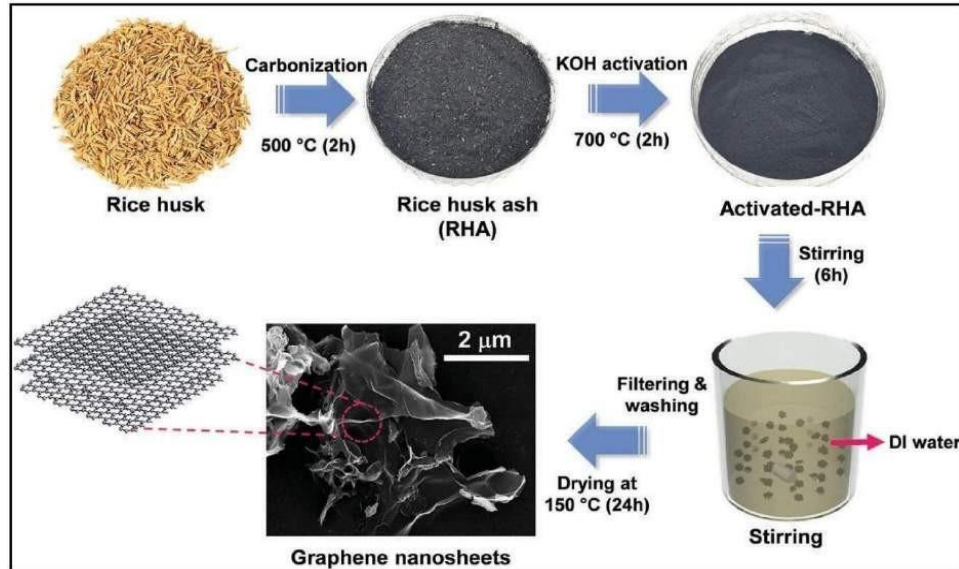 Carbonization
500 °C (2h)
KOH activation
700 °C (2h)
Rice husk
Rice husk ash
(RHA)
Activated-RHA
Stirring
(6h)
2 μm
Filtering &
washing
DI water
Drying at
150 °C (24h)
Stirring
Graphene nanosheets